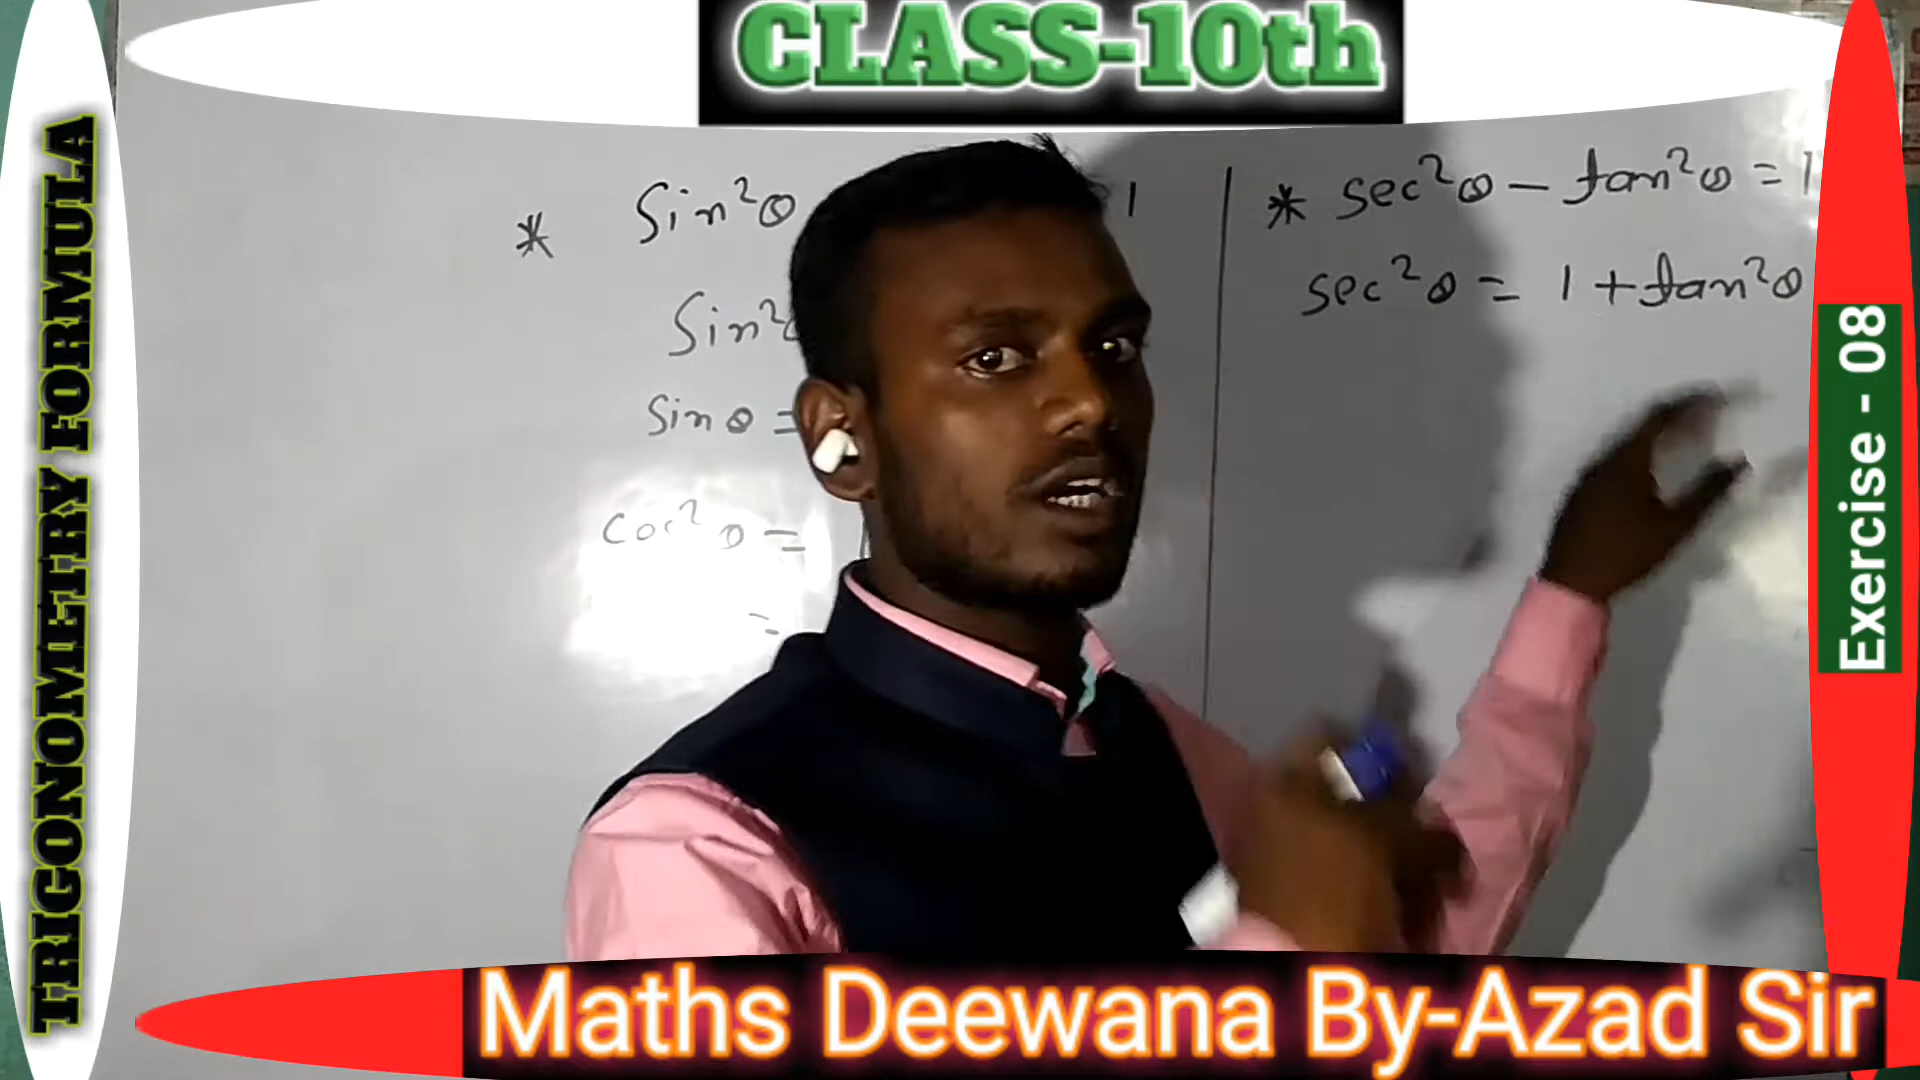 CLASS-10th
TRIGONOMETRY FORMULA
* Sin²θ 1
Sin²
Sin θ =
cos² θ =
=
* sec²θ - tan²θ = 1
sec²θ = 1 + tan²θ
Exercise - 08
Maths Deewana By-Azad Sir